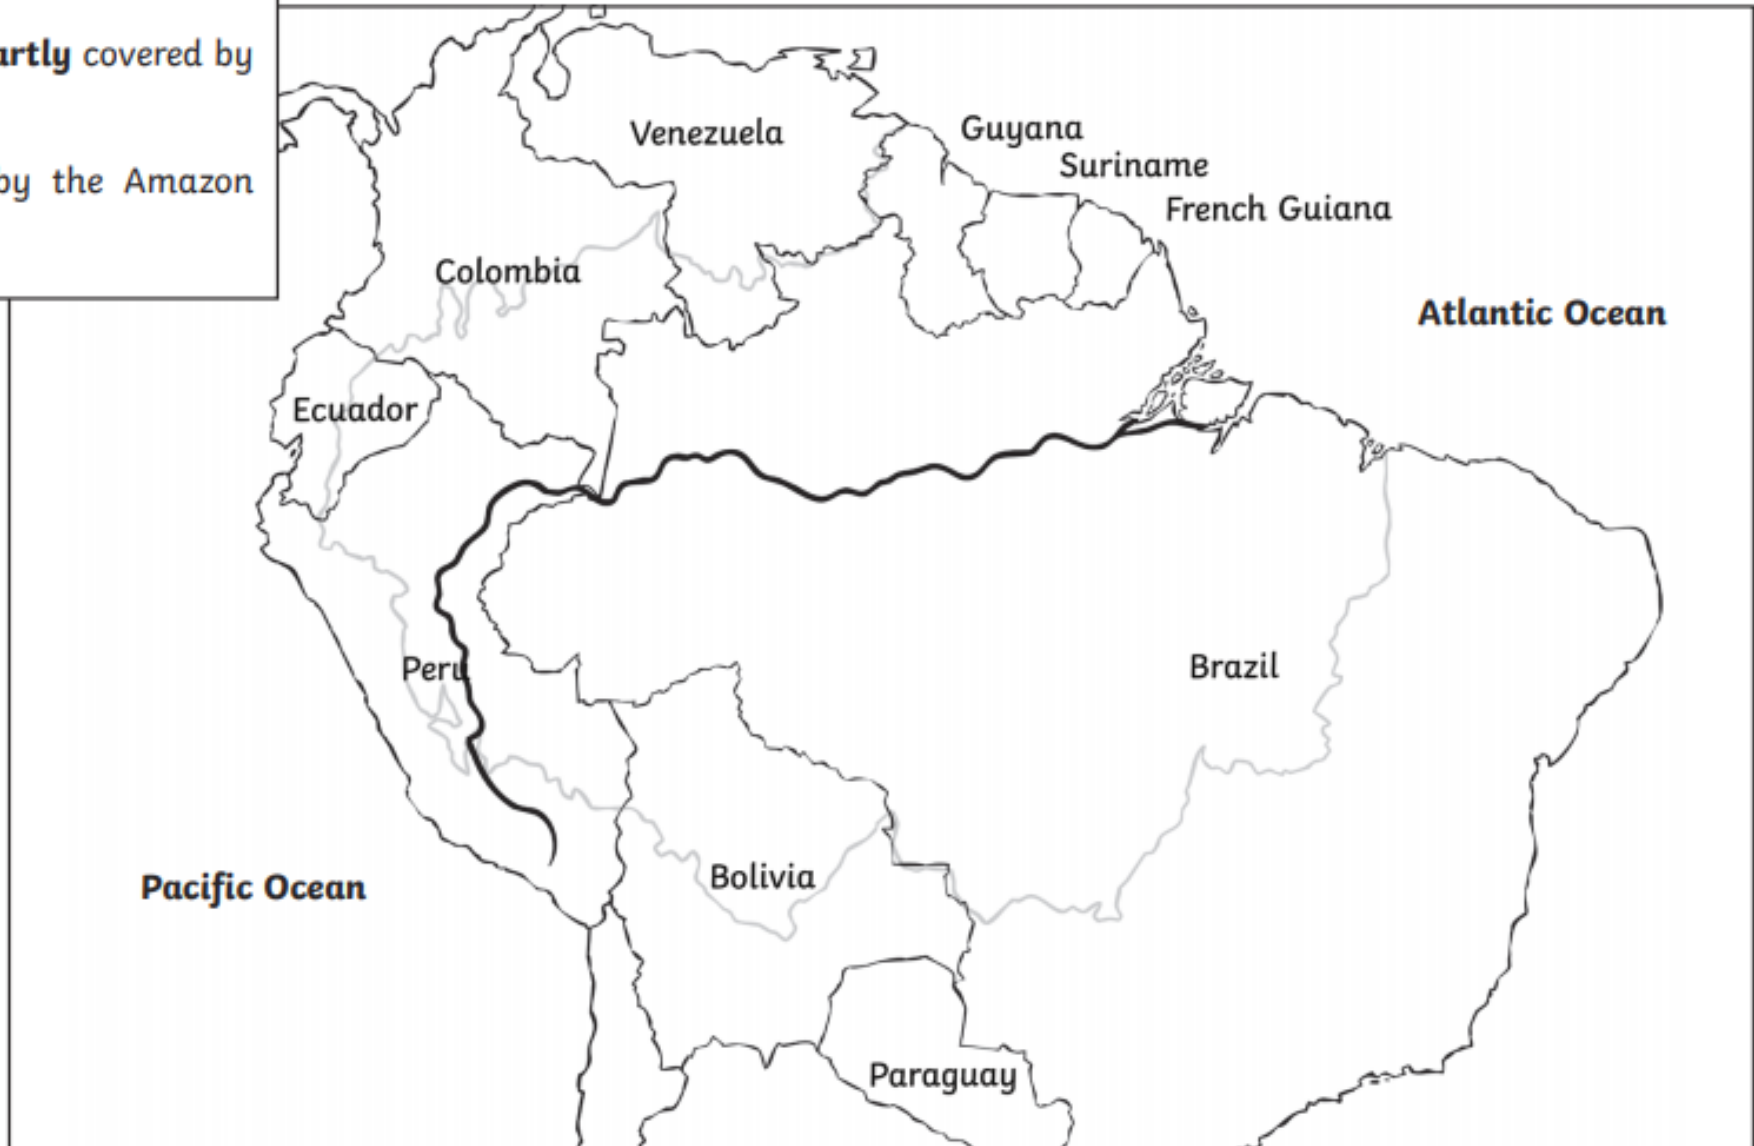 covered by
by the Amazon
Venezuela
Guyana
Suriname
French Guiana
Colombia
Atlantic Ocean
Ecuador
Peru
Brazil
Bolivia
Pacific Ocean
Paraguay